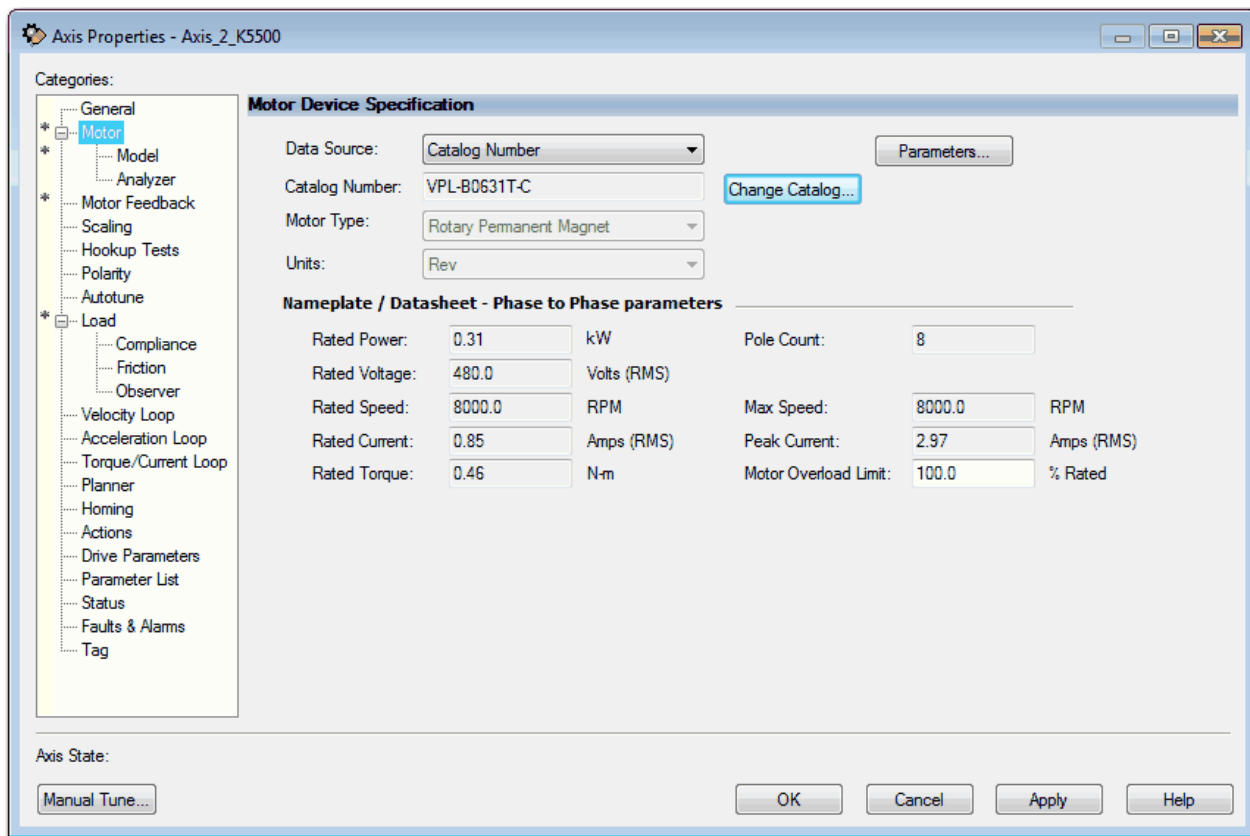 Axis Properties - Axis_2_K5500
Categories:
General
* Motor
* Model
Analyzer
* Motor Feedback
Scaling
Hookup Tests
Polarity
Autotune
* Load
Compliance
Friction
Observer
Velocity Loop
Acceleration Loop
Torque/Current Loop
Planner
Homing
Actions
Drive Parameters
Parameter List
Status
Faults & Alarms
Tag
Motor Device Specification
Data Source: Catalog Number Parameters...
Catalog Number: VPL-B0631T-C Change Catalog...
Motor Type: Rotary Permanent Magnet
Units: Rev
Nameplate / Datasheet - Phase to Phase parameters
Rated Power: 0.31 kW Pole Count: 8
Rated Voltage: 480.0 Volts (RMS)
Rated Speed: 8000.0 RPM Max Speed: 8000.0 RPM
Rated Current: 0.85 Amps (RMS) Peak Current: 2.97 Amps (RMS)
Rated Torque: 0.46 N-m Motor Overload Limit: 100.0 % Rated
Axis State:
Manual Tune... OK Cancel Apply Help